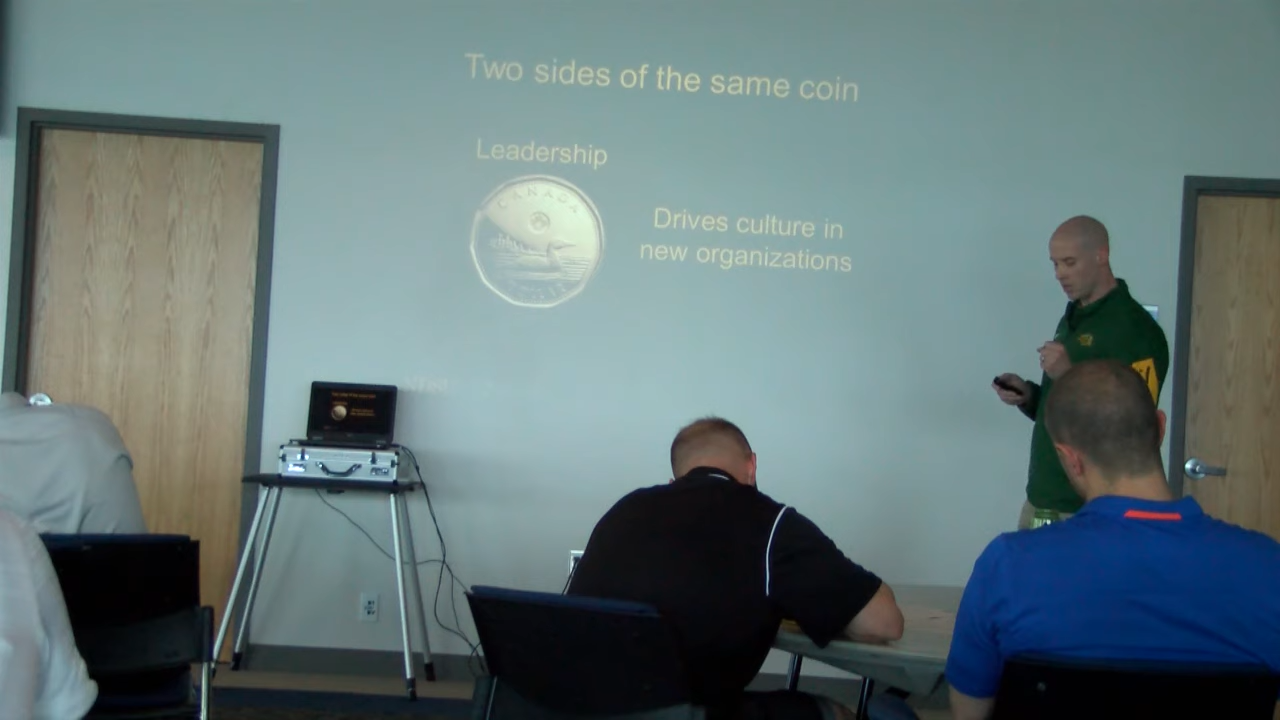 Two sides of the same coin
Leadership
CANADA
Drives culture in
new organizations